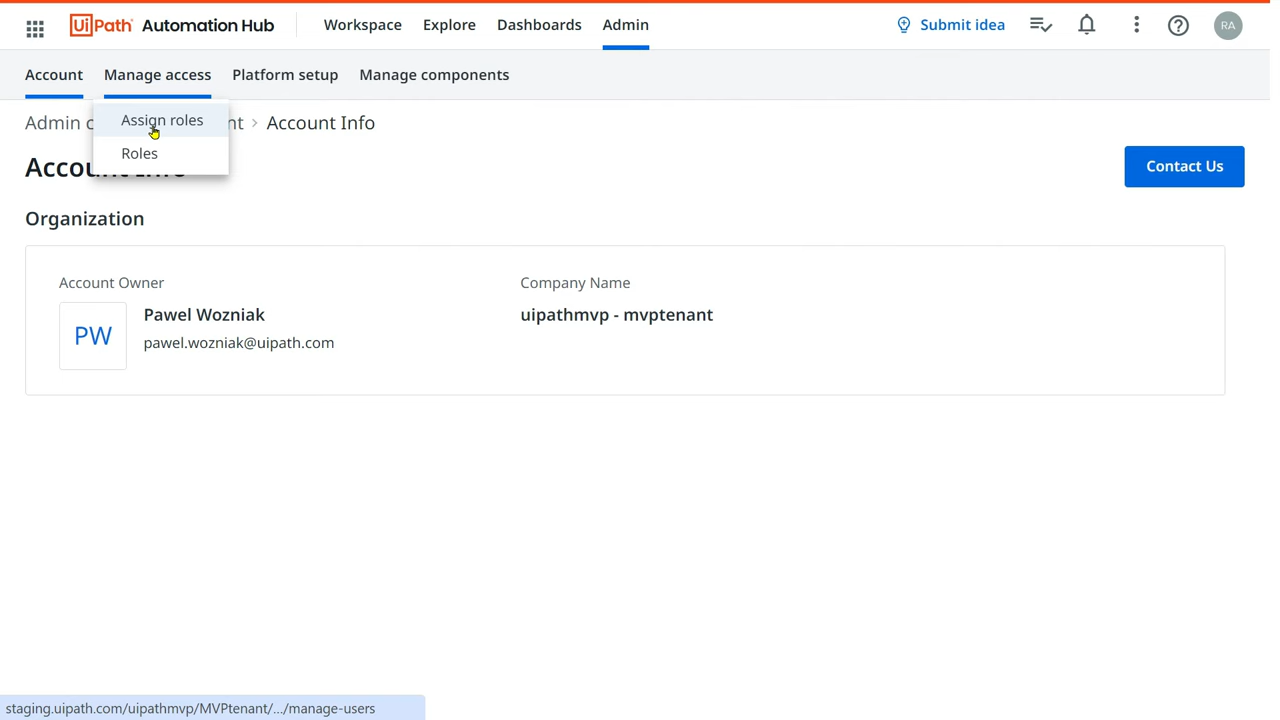 UiPath Automation Hub Workspace Explore Dashboards Admin Submit idea RA
Account Manage access Platform setup Manage components
Admin c nt > Account Info
Assign roles
Roles
Account Info
Contact Us
Organization
Account Owner
PW
Pawel Wozniak
pawel.wozniak@uipath.com
Company Name
uipathmvp - mvptenant
staging.uipath.com/uipathmvp/MVPtenant/.../manage-users